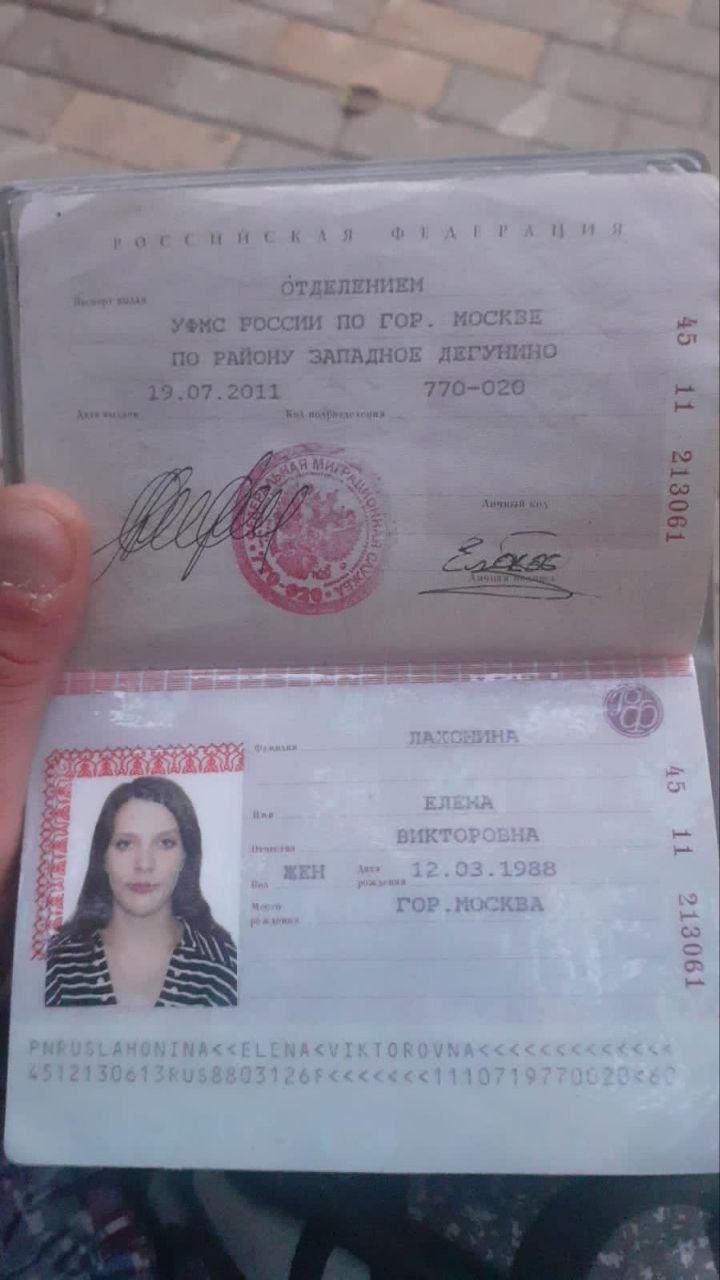 РОССИЙСКАЯ ФЕДЕРАЦИЯ
Паспорт выдан ОТДЕЛЕНИЕМ
УФМС РОССИИ ПО ГОР. МОСКВЕ
ПО РАЙОНУ ЗАПАДНОЕ ДЕГУНИНО
19.07.2011 770-020
Дата выдачи Код подразделения
45 11 213061
ФЕДЕРАЛЬНАЯ МИГРАЦИОННАЯ СЛУЖБА
770-020
Личный код
Личная подпись
Фамилия ЛАХОНИНА
Имя ЕЛЕНА
Отчество ВИКТОРОВНА
Пол ЖЕН Дата рождения 12.03.1988
Место рождения ГОР.МОСКВА
45 11 213061
PNRUSLAHONINA<<ELENA<VIKTOROVNA<<<<<<<<<<<<<
4512130613RUS8803126F<<<<<<<1110719770020<60